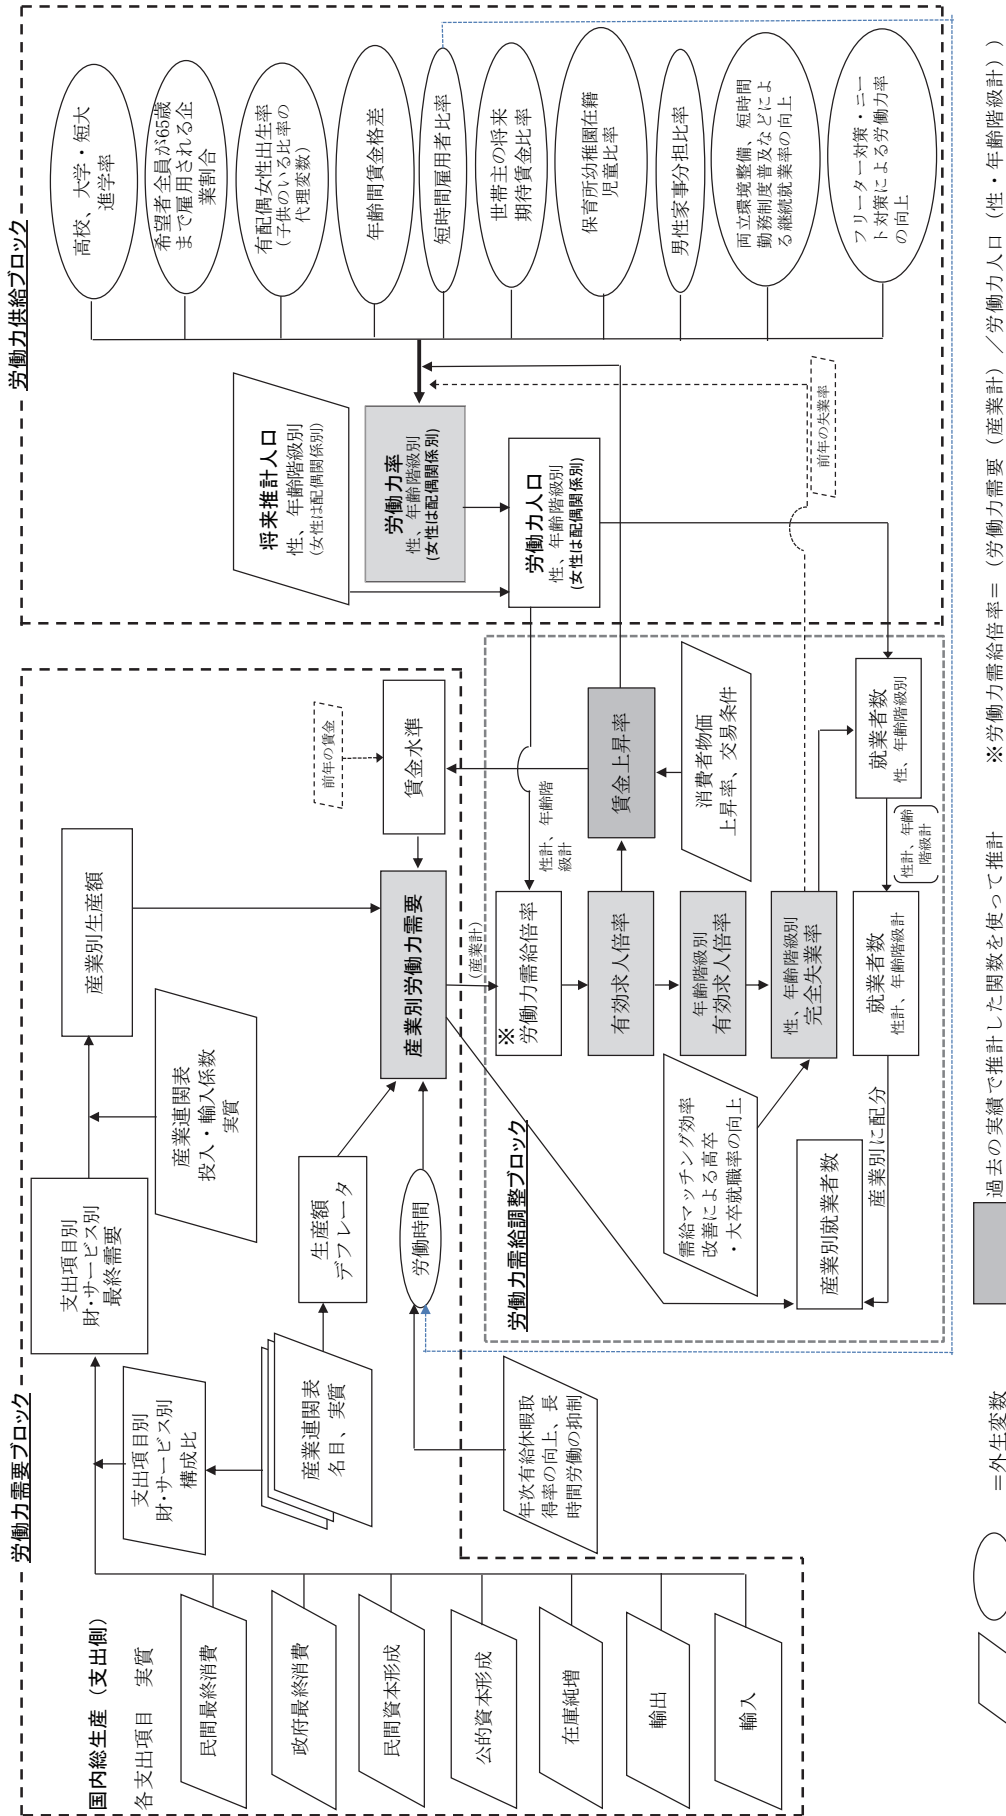 労働力需要ブロック
国内総生産（支出側）
各支出項目　実質
民間最終消費
政府最終消費
民間資本形成
公的資本形成
在庫純増
輸出
輸入
支出項目別
財･サービス別
構成比
産業連関表
名目、実質
年次有給休暇取
得率の向上、長
時間労働の抑制
支出項目別
財･サービス別
最終需要
産業連関表
投入・輸入係数
実質
生産額
デフレータ
労働時間
産業別生産額
産業別労働力需要
賃金水準
前年の賃金
(産業計)
労働力需給調整ブロック
※
労働力需給倍率
性計、年齢階
級計
有効求人倍率
賃金上昇率
年齢階級別
有効求人倍率
消費者物価
上昇率、交易条件
需給マッチング効率
改善による高卒
・大卒就職率の向上
性、年齢階級別
完全失業率
産業別就業者数
産業別に配分
就業者数
性計、年齢階級計
性計、年齢
階級計
就業者数
性、年齢階級別
労働力供給ブロック
将来推計人口
性、年齢階級別
(女性は配偶関係別)
労働力率
性、年齢階級別
(女性は配偶関係別)
労働力人口
性、年齢階級別
(女性は配偶関係別)
前年の失業率
高校、大学・短大
進学率
希望者全員が65歳
まで雇用される企
業割合
有配偶女性出生率
(子供のいる比率の
代理変数)
年齢間賃金格差
短時間雇用者比率
世帯主の将来
期待賃金比率
保育所幼稚園在籍
児童比率
男性家事分担比率
両立環境整備、短時間
勤務制度普及などによ
る継続就業率の向上
フリーター対策・ニー
ト対策による労働力率
の向上
＝外生変数
過去の実績で推計した関数を使って推計
※労働力需給倍率＝（労働力需要（産業計）／労働力人口（性・年齢階級計））